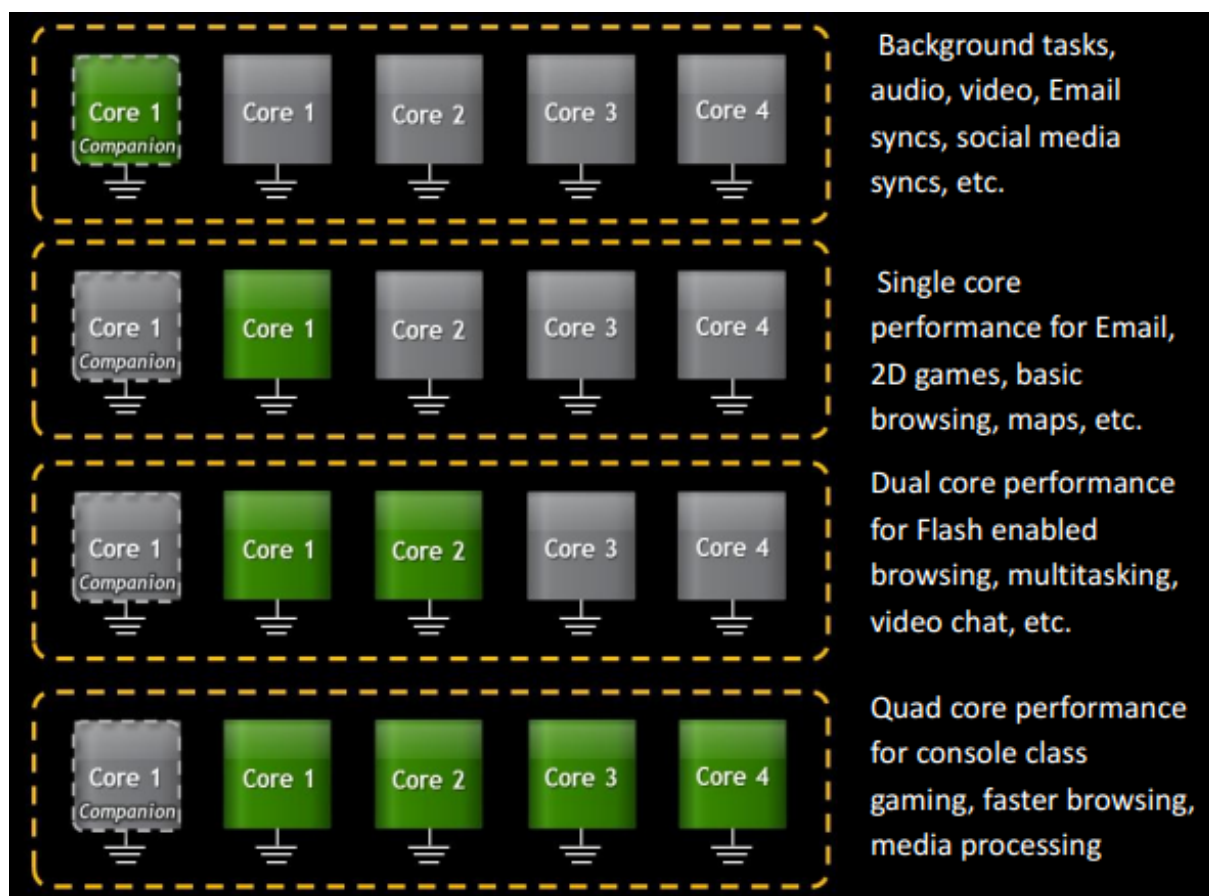 Core 1
Companion
Core 1
Core 2
Core 3
Core 4
Background tasks,
audio, video, Email
syncs, social media
syncs, etc.
Core 1
Companion
Core 1
Core 2
Core 3
Core 4
Single core
performance for Email,
2D games, basic
browsing, maps, etc.
Core 1
Companion
Core 1
Core 2
Core 3
Core 4
Dual core performance
for Flash enabled
browsing, multitasking,
video chat, etc.
Core 1
Companion
Core 1
Core 2
Core 3
Core 4
Quad core performance
for console class
gaming, faster browsing,
media processing